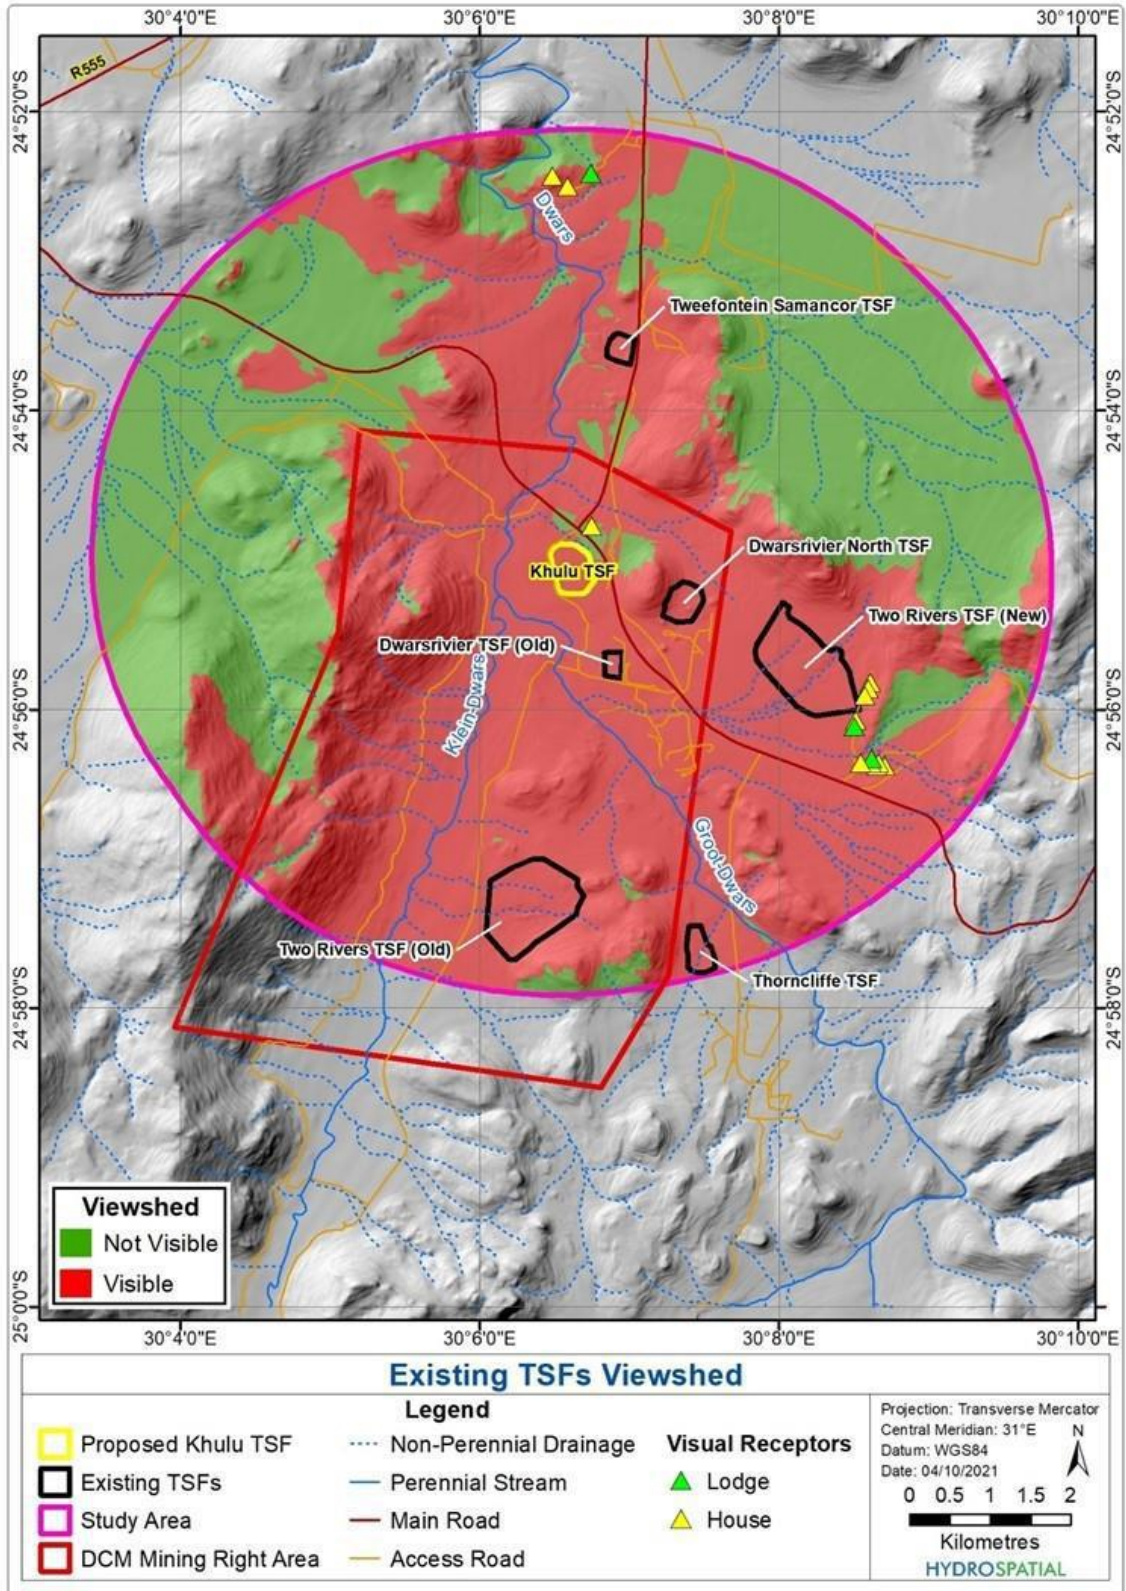 30°4'0"E 30°6'0"E 30°8'0"E 30°10'0"E
R555
24°52'0"S
24°52'0"S
Dwars
Tweefontein Samancor TSF
24°54'0"S
24°54'0"S
Dwarsrivier North TSF
Khulu TSF
Two Rivers TSF (New)
Dwarsrivier TSF (Old)
Klein-Dwars
24°56'0"S
24°56'0"S
Groot-Dwars
Two Rivers TSF (Old)
Thorncliffe TSF
24°58'0"S
24°58'0"S
Viewshed
Not Visible
Visible
25°0'0"S
30°4'0"E 30°6'0"E 30°8'0"E 30°10'0"E
Existing TSFs Viewshed
Legend
Proposed Khulu TSF
Existing TSFs
Study Area
DCM Mining Right Area
Non-Perennial Drainage
Perennial Stream
Main Road
Access Road
Visual Receptors
Lodge
House
Projection: Transverse Mercator
Central Meridian: 31°E
Datum: WGS84
Date: 04/10/2021
N
0 0.5 1 1.5 2
Kilometres
HYDROSPATIAL